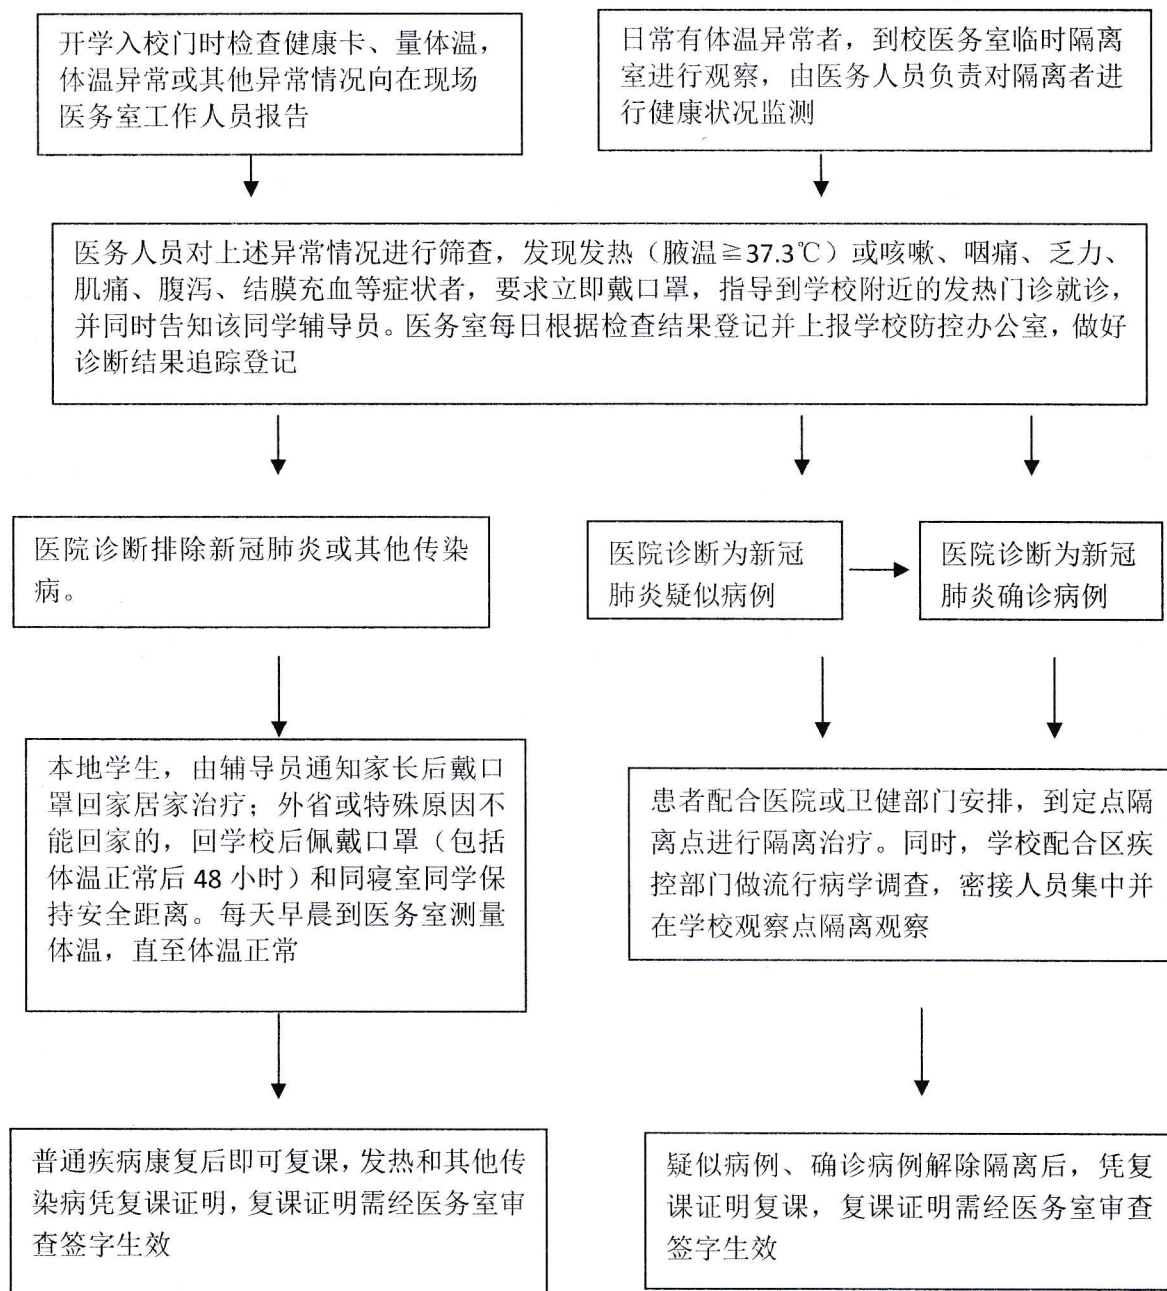 开学入校门时检查健康卡、量体温，
体温异常或其他异常情况向在现场
医务室工作人员报告
日常有体温异常者，到校医务室临时隔离
室进行观察，由医务人员负责对隔离者进
行健康状况监测
医务人员对上述异常情况进行筛查，发现发热（腋温≧37.3℃）或咳嗽、咽痛、乏力、
肌痛、腹泻、结膜充血等症状者，要求立即戴口罩，指导到学校附近的发热门诊就诊，
并同时告知该同学辅导员。医务室每日根据检查结果登记并上报学校防控办公室，做好
诊断结果追踪登记
医院诊断排除新冠肺炎或其他传染
病。
医院诊断为新冠
肺炎疑似病例
医院诊断为新冠
肺炎确诊病例
本地学生，由辅导员通知家长后戴口
罩回家居家治疗；外省或特殊原因不
能回家的，回学校后佩戴口罩（包括
体温正常后 48 小时）和同寝室同学保
持安全距离。每天早晨到医务室测量
体温，直至体温正常
患者配合医院或卫健部门安排，到定点隔
离点进行隔离治疗。同时，学校配合区疾
控部门做流行病学调查，密接人员集中并
在学校观察点隔离观察
普通疾病康复后即可复课，发热和其他传
染病凭复课证明，复课证明需经医务室审
查签字生效
疑似病例、确诊病例解除隔离后，凭复
课证明复课，复课证明需经医务室审查
签字生效